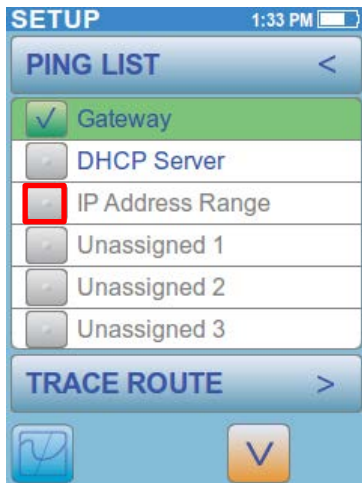 SETUP 1:33 PM
PING LIST <
Gateway
DHCP Server
IP Address Range
Unassigned 1
Unassigned 2
Unassigned 3
TRACE ROUTE >